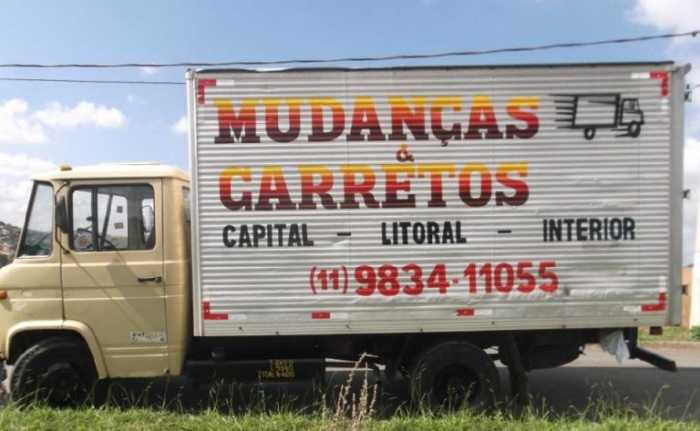 MUDANÇAS
&
CARRETOS
CAPITAL - LITORAL - INTERIOR
(11) 9834-11055